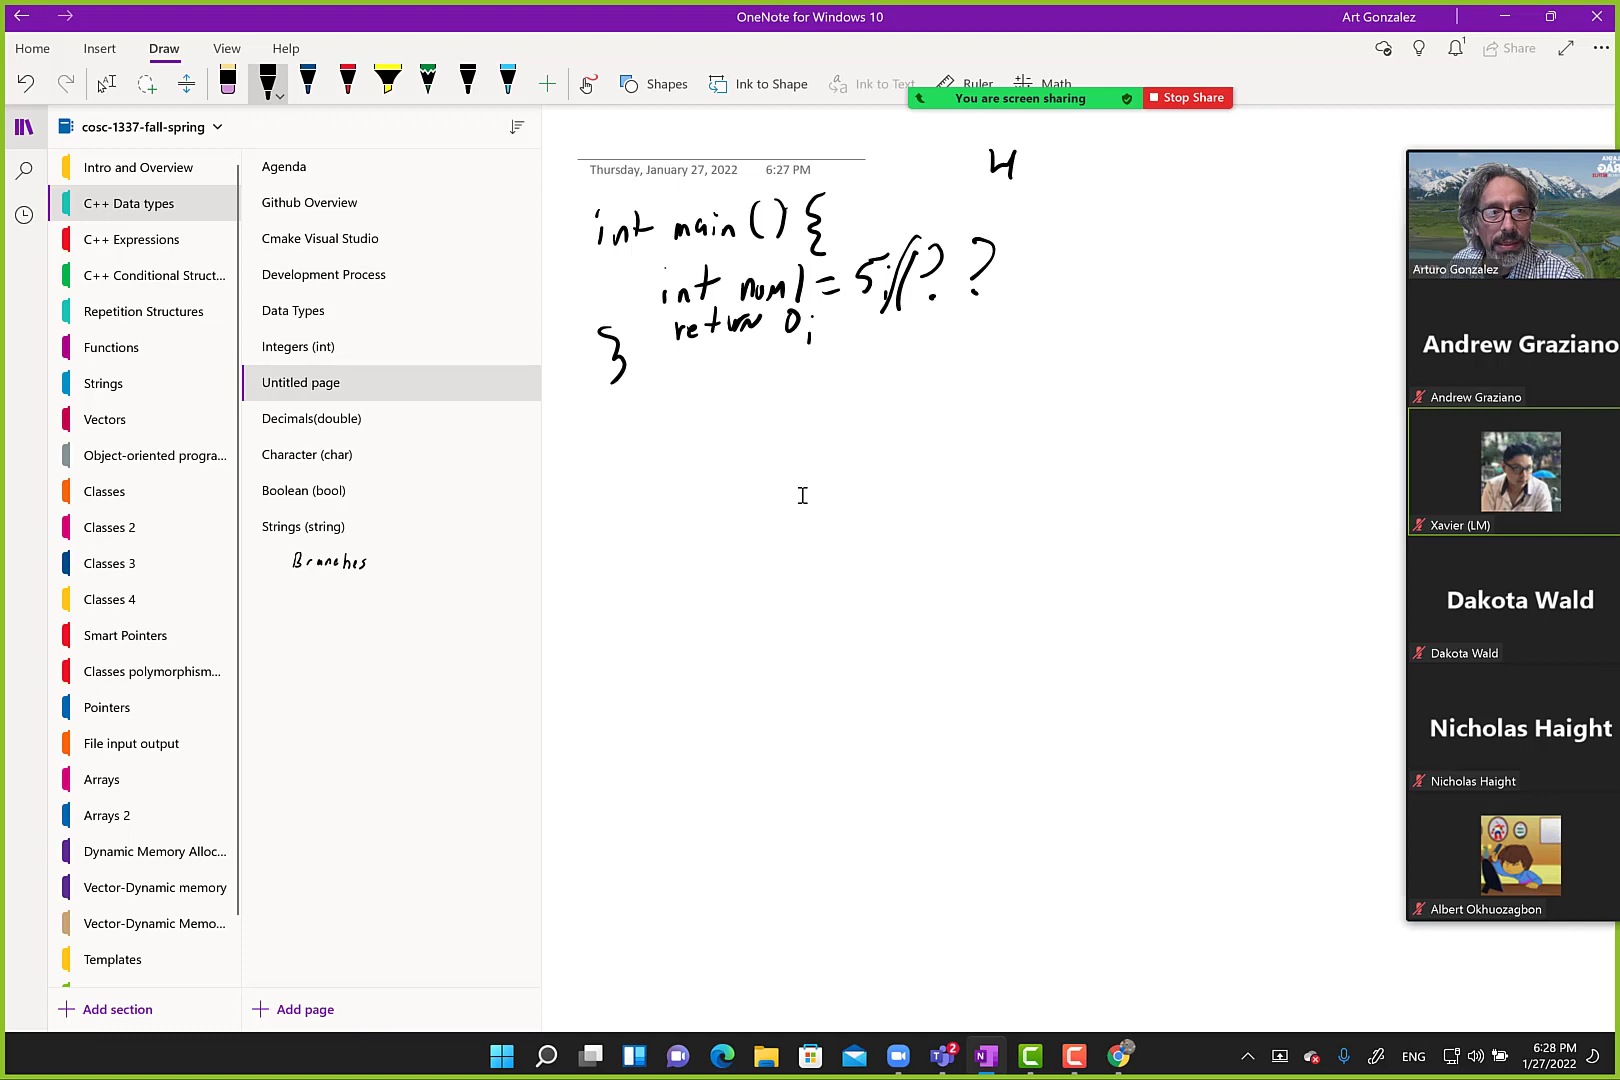 OneNote for Windows 10
Art Gonzalez
Home Insert Draw View Help
1
Share
Shapes
Ink to Shape
Ink to Text
Ruler
Math
You are screen sharing
Stop Share
cosc-1337-fall-spring
Intro and Overview
C++ Data types
C++ Expressions
C++ Conditional Struct...
Repetition Structures
Functions
Strings
Vectors
Object-oriented progra...
Classes
Classes 2
Classes 3
Classes 4
Smart Pointers
Classes polymorphism...
Pointers
File input output
Arrays
Arrays 2
Dynamic Memory Alloc...
Vector-Dynamic memory
Vector-Dynamic Memo...
Templates
Add section
Agenda
Github Overview
Cmake Visual Studio
Development Process
Data Types
Integers (int)
Untitled page
Decimals(double)
Character (char)
Boolean (bool)
Strings (string)
Branches
Add page
Thursday, January 27, 2022 6:27 PM
4
int main () {
int num1 = 5;//? ?
return 0;
}
Arturo Gonzalez
Andrew Graziano
Andrew Graziano
Xavier (LM)
Dakota Wald
Dakota Wald
Nicholas Haight
Nicholas Haight
Albert Okhuozagbon
2
ENG
6:28 PM
1/27/2022